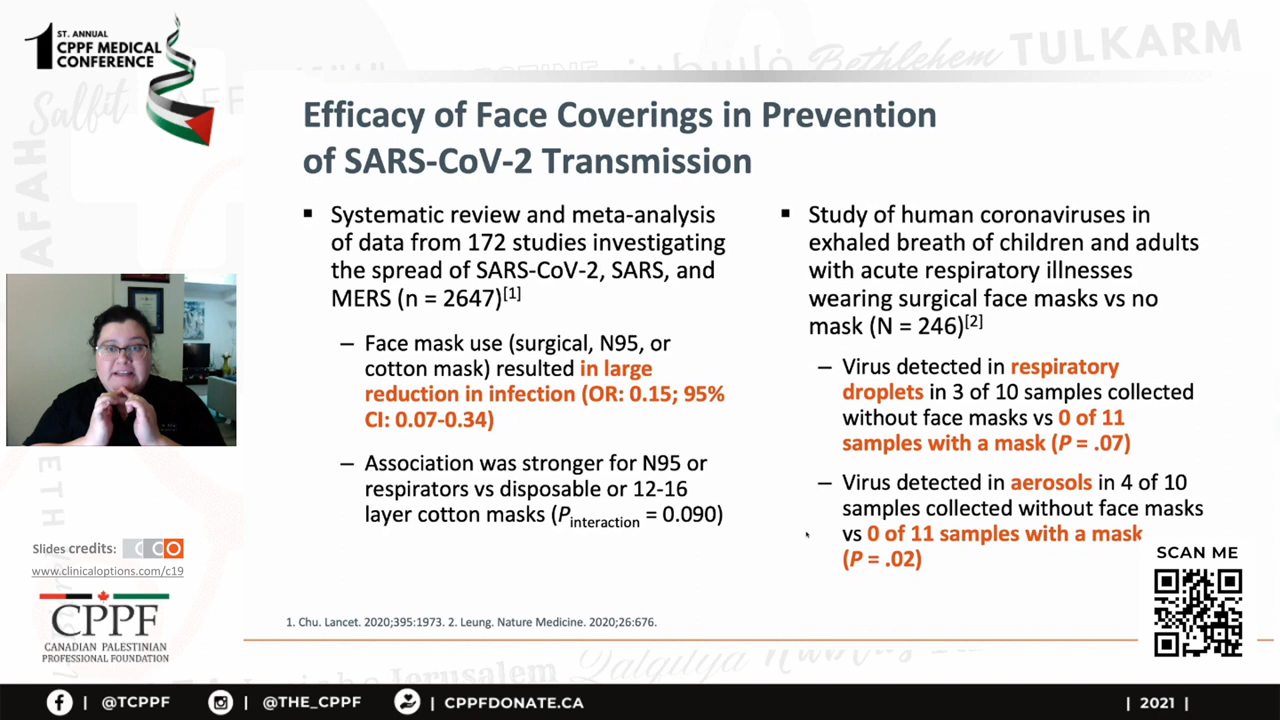 ST. ANNUAL
1 CPPF MEDICAL
CONFERENCE
Salfit
Bethlehem
TULKARM
Efficacy of Face Coverings in Prevention
of SARS-CoV-2 Transmission
▪ Systematic review and meta-analysis
of data from 172 studies investigating
the spread of SARS-CoV-2, SARS, and
MERS (n = 2647)[1]
– Face mask use (surgical, N95, or
cotton mask) resulted in large
reduction in infection (OR: 0.15; 95%
CI: 0.07-0.34)
– Association was stronger for N95 or
respirators vs disposable or 12-16
layer cotton masks (Pinteraction = 0.090)
▪ Study of human coronaviruses in
exhaled breath of children and adults
with acute respiratory illnesses
wearing surgical face masks vs no
mask (N = 246)[2]
– Virus detected in respiratory
droplets in 3 of 10 samples collected
without face masks vs 0 of 11
samples with a mask (P = .07)
– Virus detected in aerosols in 4 of 10
samples collected without face masks
vs 0 of 11 samples with a mask
(P = .02)
Slides credits: CCO
www.clinicaloptions.com/c19
CPPF
CANADIAN PALESTINIAN
PROFESSIONAL FOUNDATION
SCAN ME
1. Chu. Lancet. 2020;395:1973. 2. Leung. Nature Medicine. 2020;26:676.
Jerusalem
Qalqilya
| @TCPPF | @THE_CPPF | CPPFDONATE.CA | 2021 |